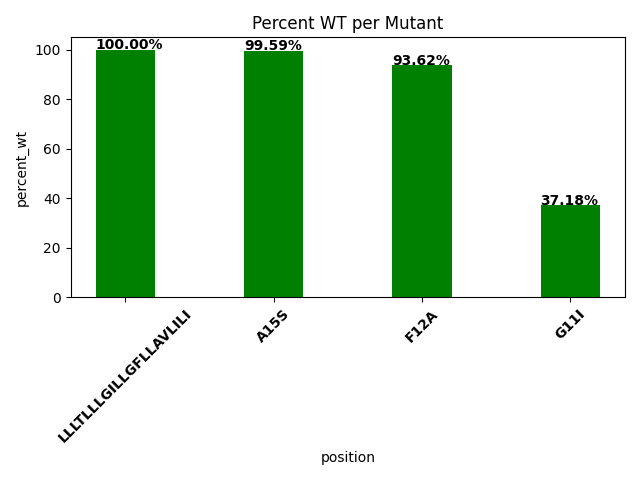 Percent WT per Mutant
percent_wt
100
80
60
40
20
0
100.00%
99.59%
93.62%
37.18%
LLLTLLLGILLGFLLAVLILI
A15S
F12A
G11I
position